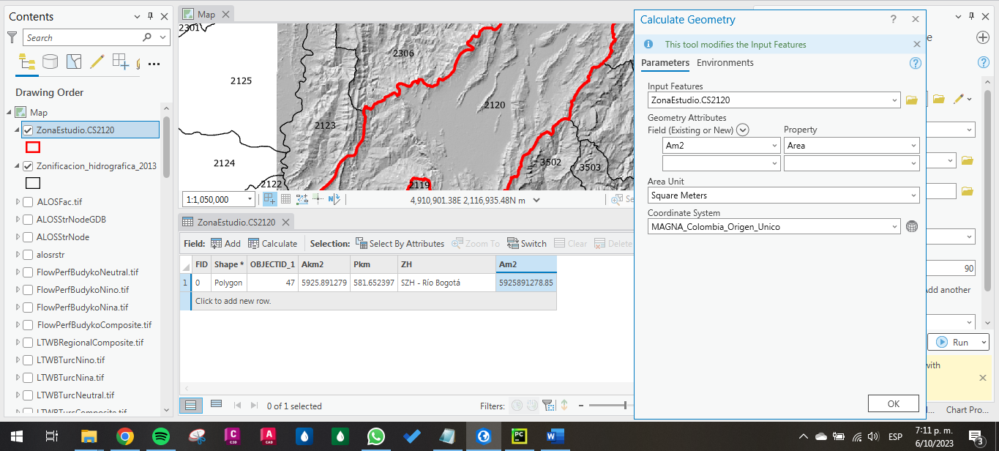 Contents
Search
Drawing Order
Map
ZonaEstudio.CS2120
Zonificacion_hidrografica_2013
ALOSFac.tif
ALOSStrNodeGDB
ALOSStrNode
alosrstr
FlowPerfBudykoNeutral.tif
FlowPerfBudykoNino.tif
FlowPerfBudykoNina.tif
FlowPerfBudykoComposite.tif
LTWBRegionalComposite.tif
LTWBTurcNino.tif
LTWBTurcNina.tif
LTWBTurcNeutral.tif
LTWBTurcComposite.tif
Map
2301
2125
2306
2120
2123
2124
2122
2119
3502
3503
1:1,050,000
4,910,901.38E 2,116,935.48N m
Se
ZonaEstudio.CS2120
Field: Add Calculate Selection: Select By Attributes Zoom To Switch Clear Delete
FID Shape * OBJECTID_1 Akm2 Pkm ZH Am2
1 0 Polygon 47 5925.891279 581.652397 SZH - Río Bogotá 5925891278.85
Click to add new row.
0 of 1 selected
Filters:
Calculate Geometry
?
This tool modifies the Input Features
Parameters Environments
?
Input Features
ZonaEstudio.CS2120
Geometry Attributes
Field (Existing or New) Property
Am2 Area
Area Unit
Square Meters
Coordinate System
MAGNA_Colombia_Origen_Unico
OK
e
?
90
dd another
Run
with
l...
Chart Pro...
C
C3D
A
CAD
PC
W
ESP
7:11 p. m.
6/10/2023
3